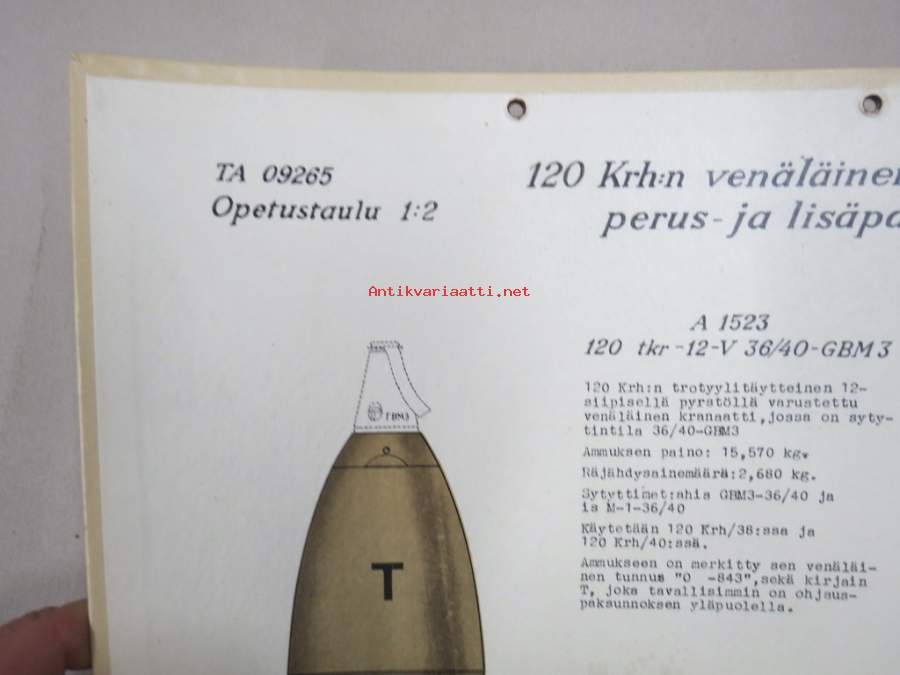 TA 09265
Opetustaulu 1:2
120 Krh:n venäläinen
perus- ja lisäpa
Antikvariaatti.net
A 1523
120 tkr -12-V 36/40-GBM3
120 Krh:n trotyylitäytteinen 12-
siipisellä pyrstöllä varustettu
venäläinen kranaatti,jossa on syty-
tintila 36/40-GBM3
Ammuksen paino: 15,570 kg.
Räjähdysainemäärä:2,680 kg.
Sytyttimet:ahis GBM3-36/40 ja
is M-1-36/40
Käytetään 120 Krh/38:ssa ja
120 Krh/40:ssä.
Ammukseen on merkitty sen venäläi-
nen tunnus "O -843",sekä kirjain
T, joka tavallisimmin on ohjaus-
paksunnoksen yläpuolella.
ГВМЗ
T